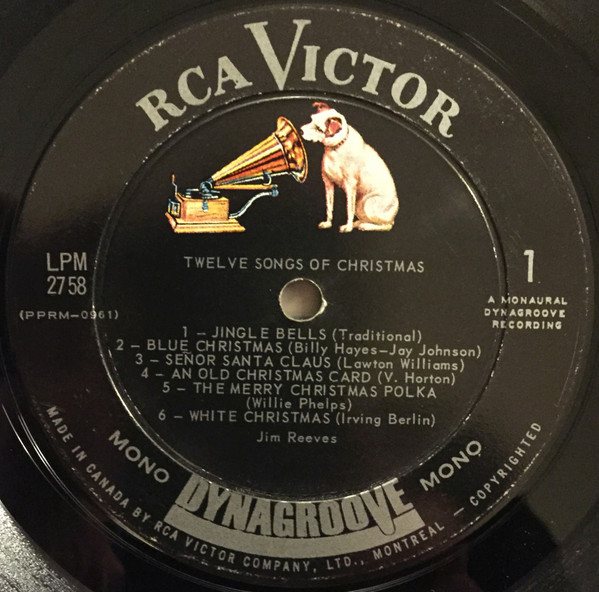 RCA VICTOR
TWELVE SONGS OF CHRISTMAS
LPM
2758
(PPRM-0961)
1
A MONAURAL
DYNAGROOVE
RECORDING
1 – JINGLE BELLS (Traditional)
2 – BLUE CHRISTMAS (Billy Hayes–Jay Johnson)
3 – SEÑOR SANTA CLAUS (Lawton Williams)
4 – AN OLD CHRISTMAS CARD (V. Horton)
5 – THE MERRY CHRISTMAS POLKA
(Willie Phelps)
6 – WHITE CHRISTMAS (Irving Berlin)
Jim Reeves
MONO DYNAGROOVE MONO
MADE IN CANADA BY RCA VICTOR COMPANY, LTD., MONTREAL – COPYRIGHTED